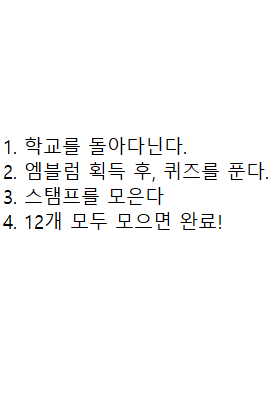 1. 학교를 돌아다닌다.
2. 엠블럼 획득 후, 퀴즈를 푼다.
3. 스탬프를 모은다
4. 12개 모두 모으면 완료!